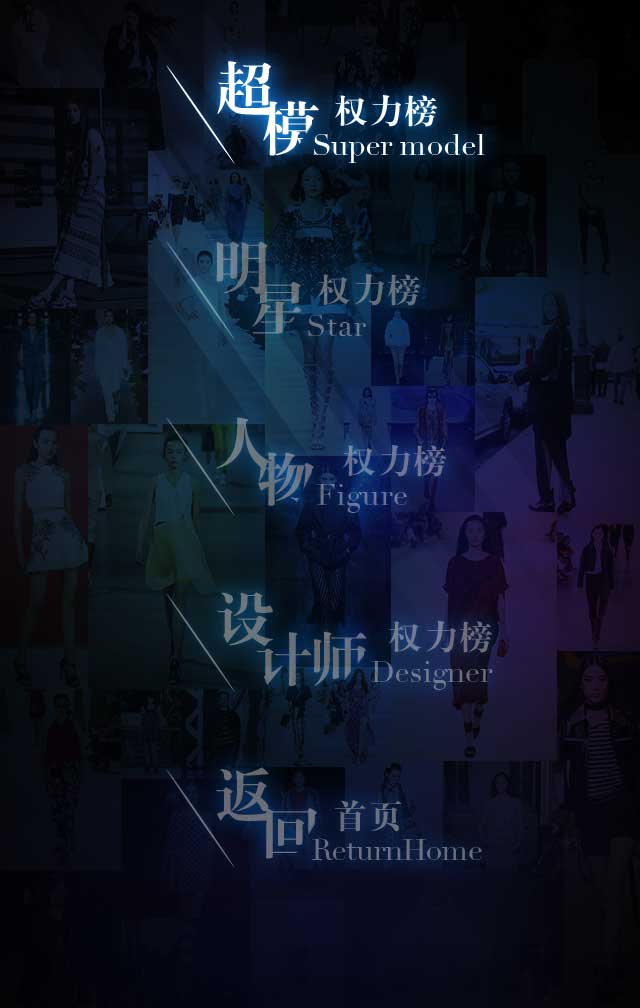 超模 权力榜
Super model
明星 权力榜
Star
人物 权力榜
Figure
设计师 权力榜
Designer
返回 首页
ReturnHome